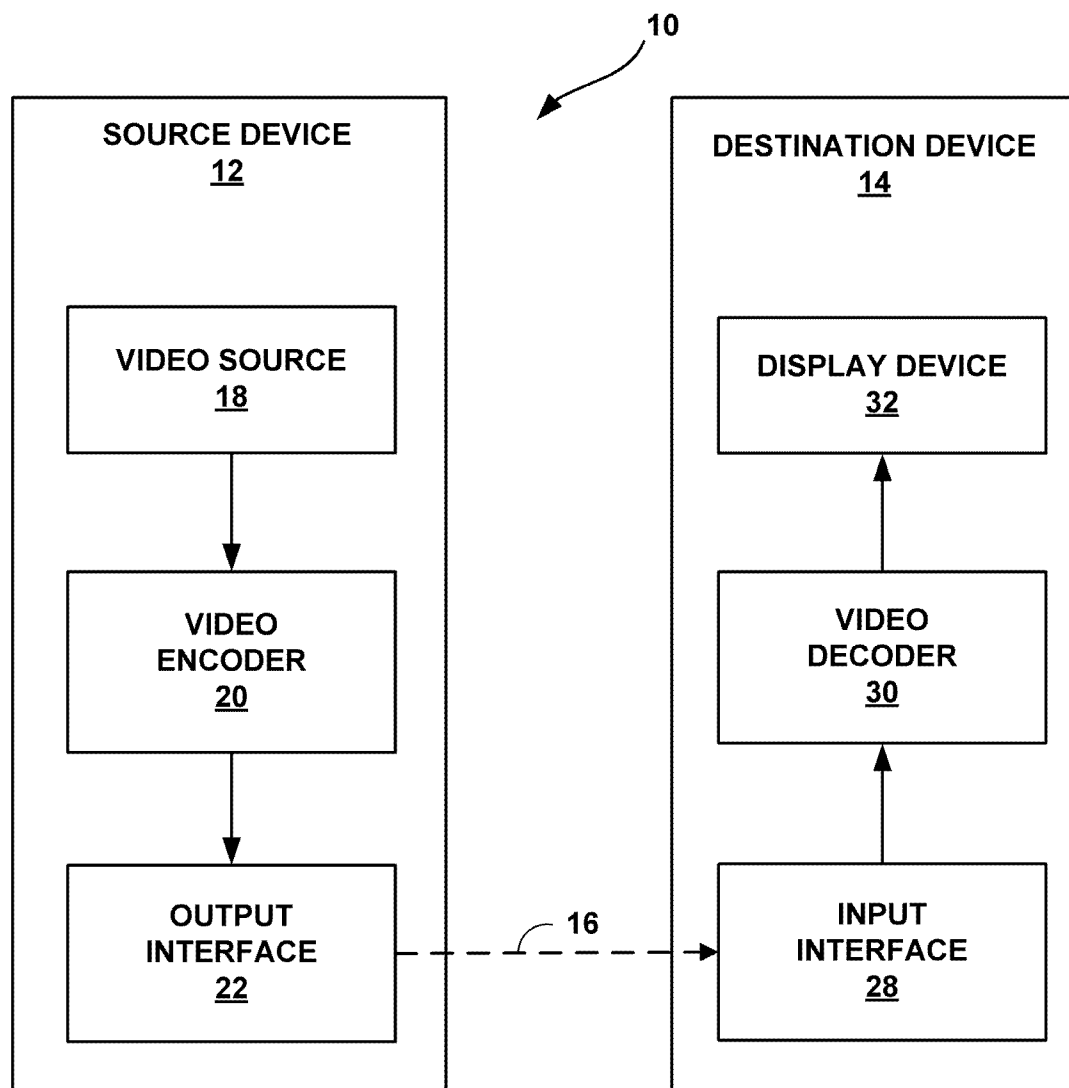 10
SOURCE DEVICE
12
VIDEO SOURCE
18
VIDEO
ENCODER
20
OUTPUT
INTERFACE
22
16
DESTINATION DEVICE
14
DISPLAY DEVICE
32
VIDEO
DECODER
30
INPUT
INTERFACE
28